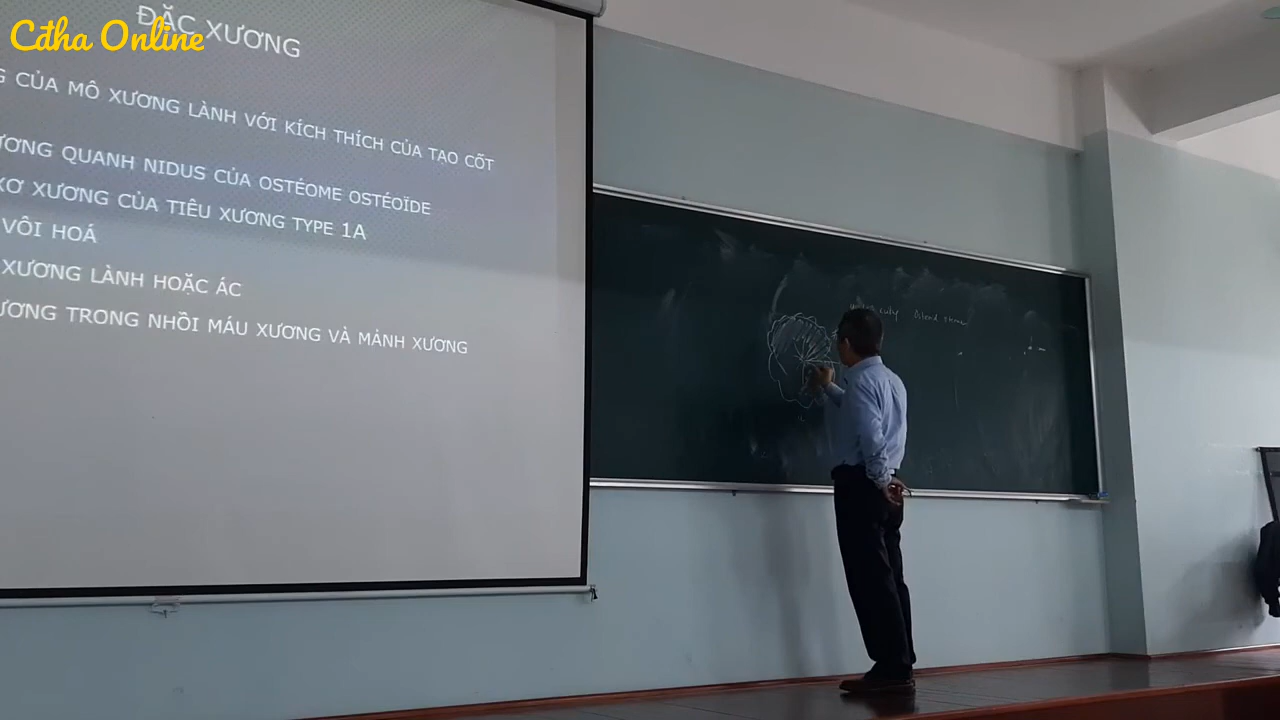 Cđha Online
ĐẶC XƯƠNG
CỦA MÔ XƯƠNG LÀNH VỚI KÍCH THÍCH CỦA TẠO CỐT
ƯƠNG QUANH NIDUS CỦA OSTÉOME OSTÉOÏDE
XƠ XƯƠNG CỦA TIÊU XƯƠNG TYPE 1A
VÔI HOÁ
XƯƠNG LÀNH HOẶC ÁC
ƯƠNG TRONG NHỒI MÁU XƯƠNG VÀ MẢNH XƯƠNG